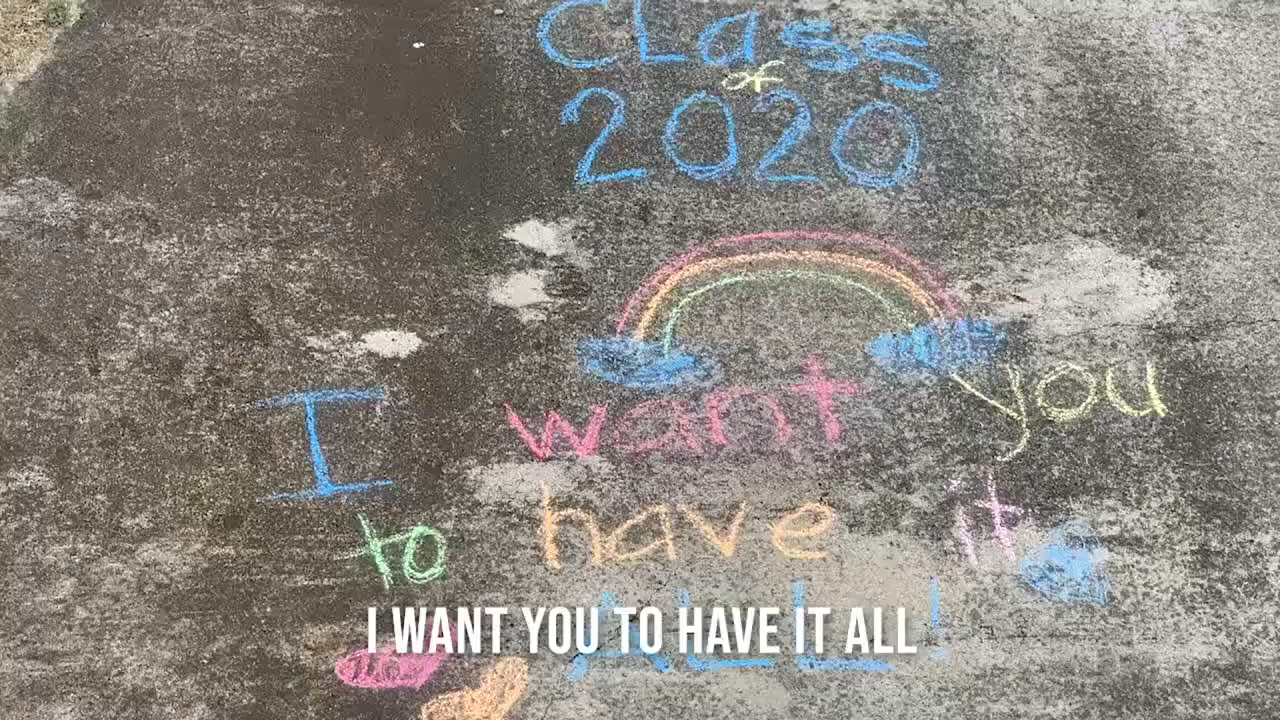 Class
of
2020
I want you
to have it
ALL!
I WANT YOU TO HAVE IT ALL